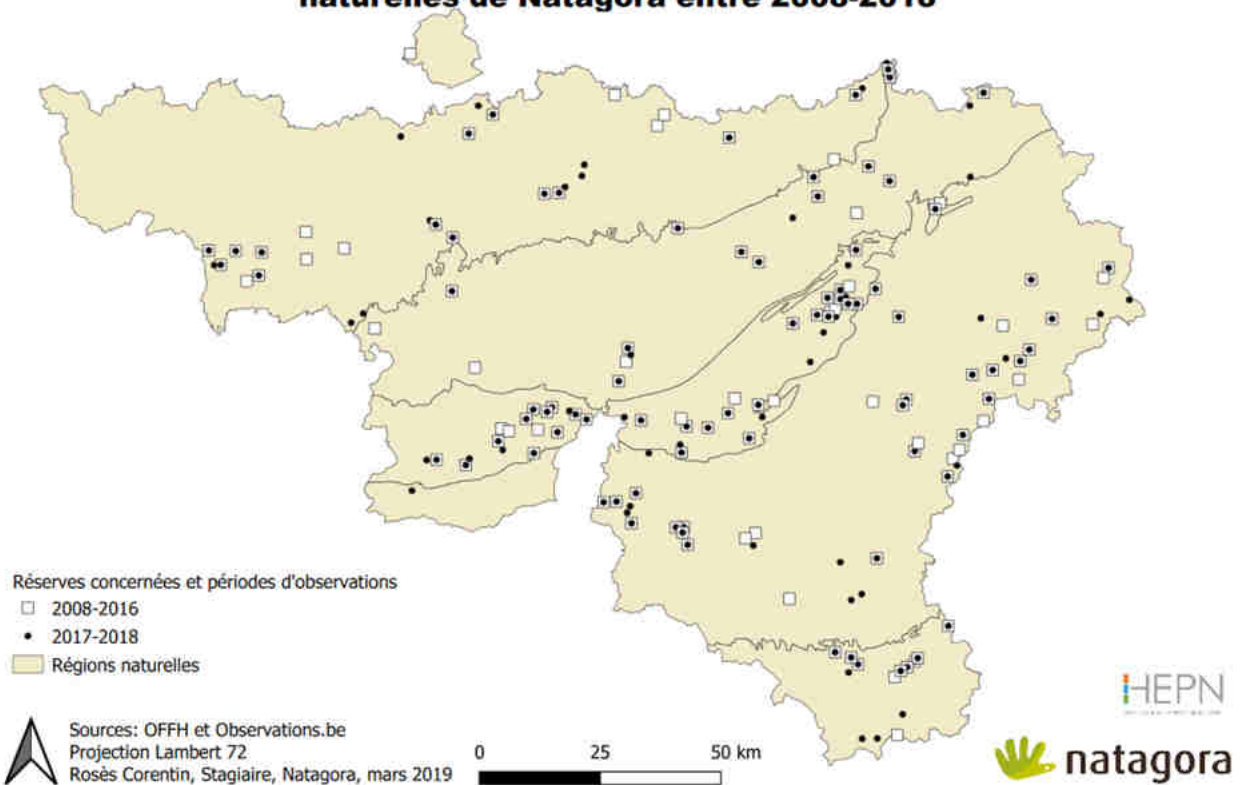 naturelles de Natagora entre 2008-2018
Réserves concernées et périodes d'observations
2008-2016
2017-2018
Régions naturelles
Sources: OFFH et Observations.be
Projection Lambert 72
Rosès Corentin, Stagiaire, Natagora, mars 2019
0 25 50 km
HEPN
natagora